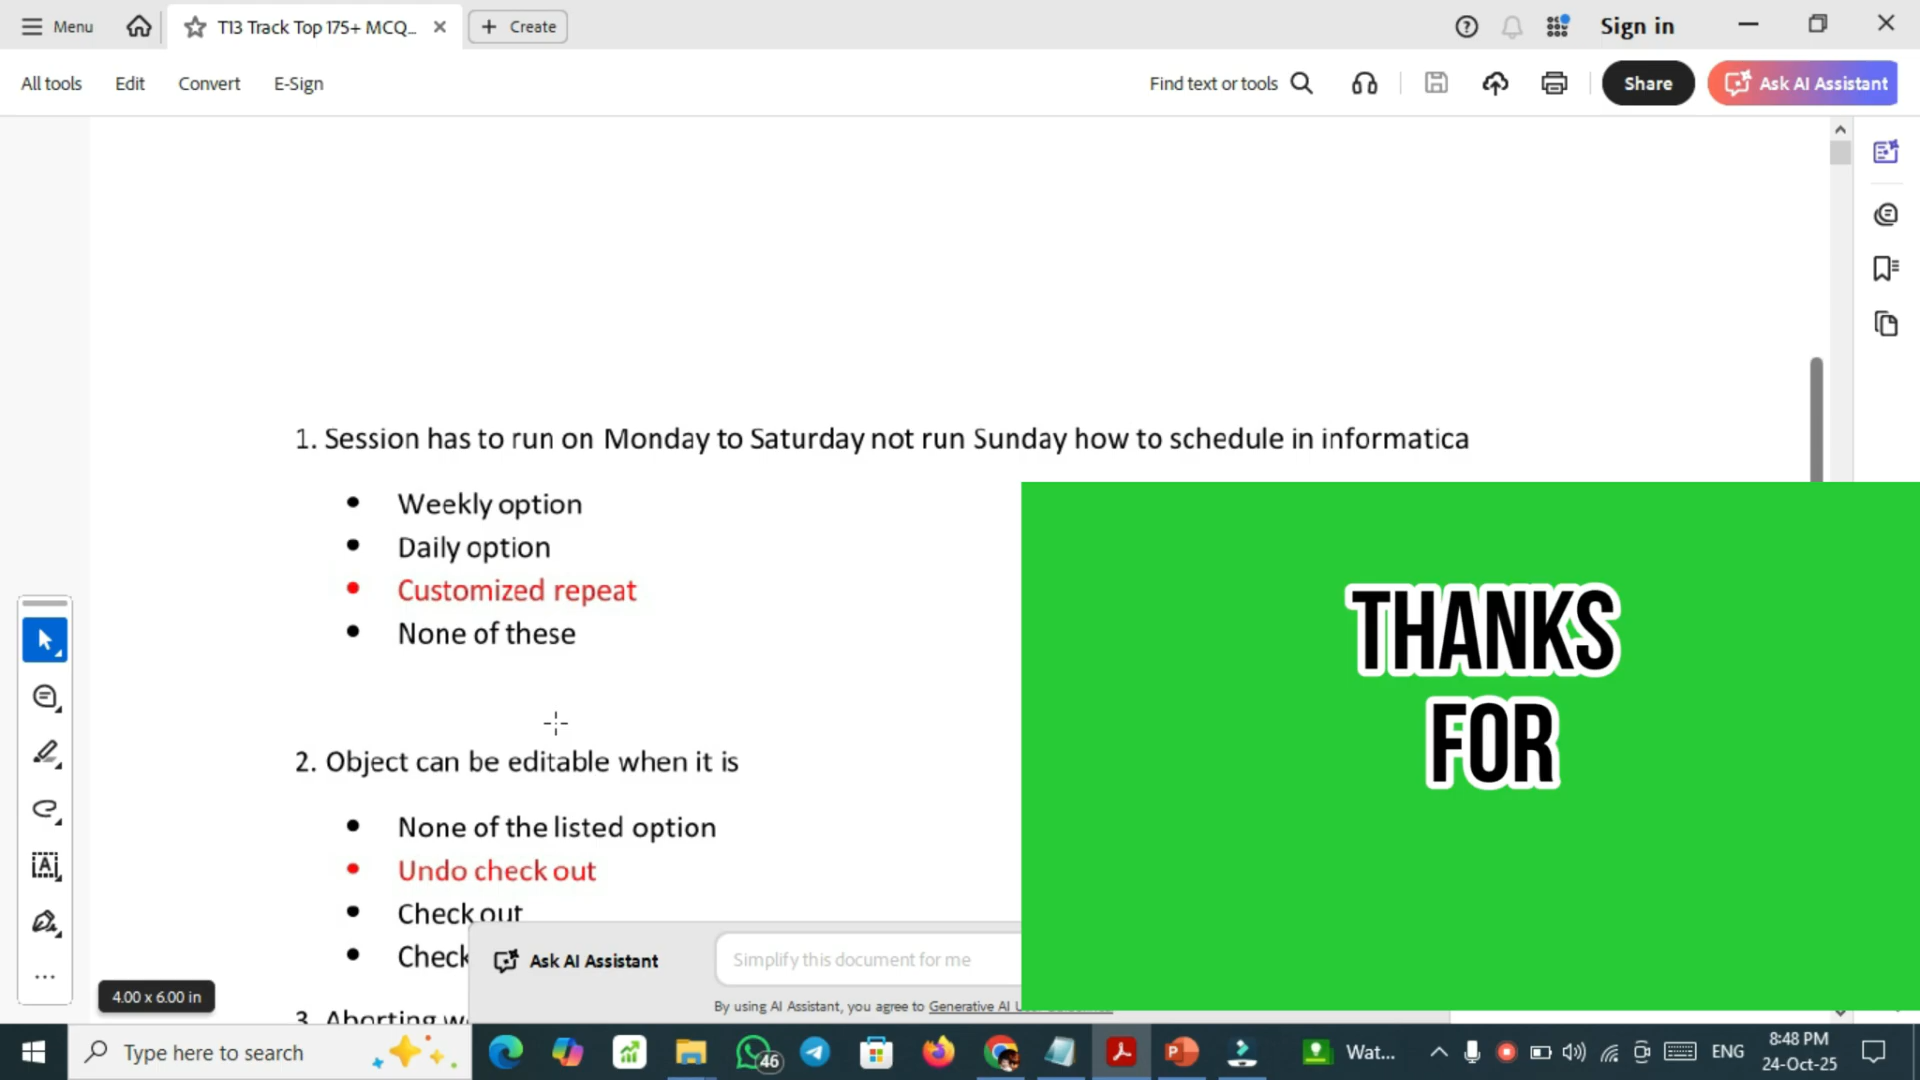 Menu
T13 Track Top 175+ MCQ...
Create
Sign in
All tools
Edit
Convert
E-Sign
Find text or tools
Share
Ask AI Assistant
1. Session has to run on Monday to Saturday not run Sunday how to schedule in informatica
• Weekly option
• Daily option
• Customized repeat
• None of these
2. Object can be editable when it is
• None of the listed option
• Undo check out
• Check out
• Check
3. Aborting
THANKS
FOR
Ask AI Assistant
Simplify this document for me
By using AI Assistant, you agree to Generative AI
4.00 x 6.00 in
Type here to search
46
Wat...
ENG
8:48 PM
24-Oct-25